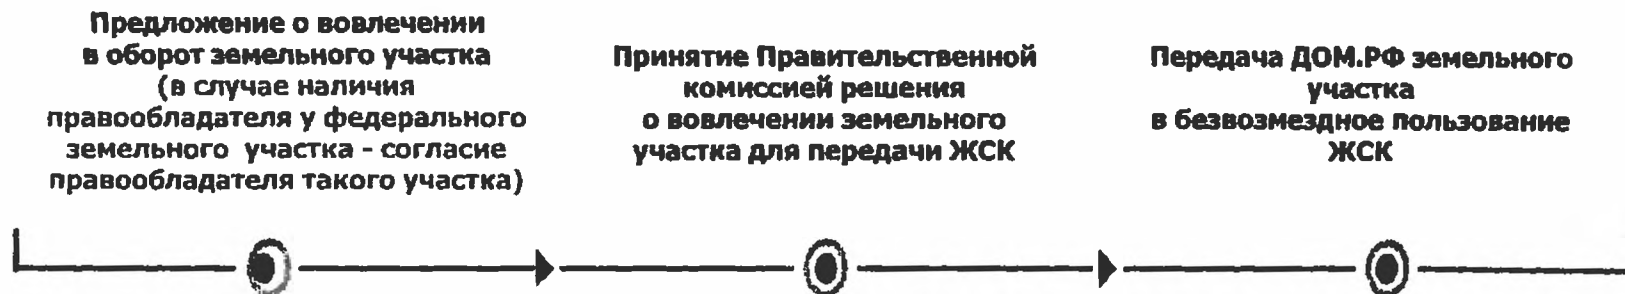 Предложение о вовлечении
в оборот земельного участка
(в случае наличия
правообладателя у федерального
земельного участка - согласие
правообладателя такого участка)
Принятие Правительственной
комиссией решения
о вовлечении земельного
участка для передачи ЖСК
Передача ДОМ.РФ земельного
участка
в безвозмездное пользование
ЖСК